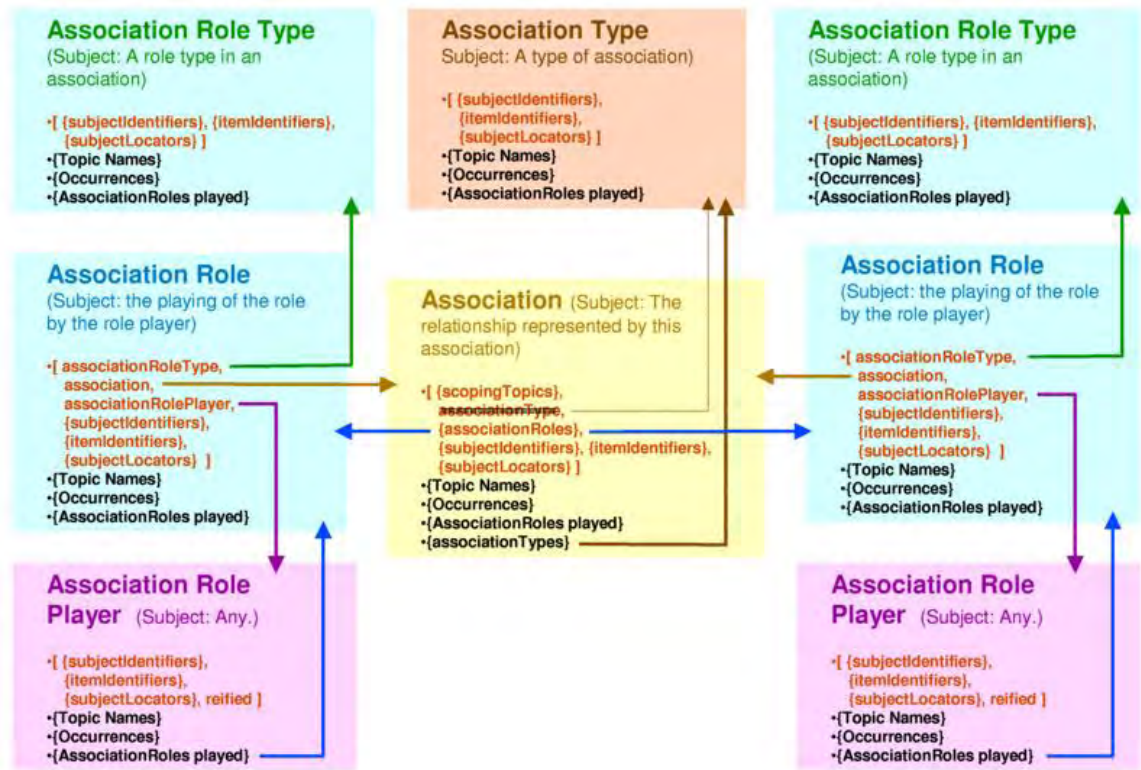 Association Role Type
(Subject: A role type in an
association)
•[ {subjectIdentifiers}, {itemIdentifiers},
{subjectLocators} ]
•{Topic Names}
•{Occurrences}
•{AssociationRoles played}
Association Type
Subject: A type of association)
•[ {subjectIdentifiers},
{itemIdentifiers},
{subjectLocators} ]
•{Topic Names}
•{Occurrences}
•{AssociationRoles played}
Association Role Type
(Subject: A role type in an
association)
•[ {subjectIdentifiers}, {itemIdentifiers},
{subjectLocators} ]
•{Topic Names}
•{Occurrences}
•{AssociationRoles played}
Association Role
(Subject: the playing of the role
by the role player)
•[ associationRoleType,
association,
associationRolePlayer,
{subjectIdentifiers},
{itemIdentifiers},
{subjectLocators} ]
•{Topic Names}
•{Occurrences}
•{AssociationRoles played}
Association (Subject: The
relationship represented by this
association)
•[ {scopingTopics},
associationType,
{associationRoles},
{subjectIdentifiers}, {itemIdentifiers},
{subjectLocators} ]
•{Topic Names}
•{Occurrences}
•{AssociationRoles played}
•{associationTypes}
Association Role
(Subject: the playing of the role
by the role player)
•[ associationRoleType,
association,
associationRolePlayer,
{subjectIdentifiers},
{itemIdentifiers},
{subjectLocators} ]
•{Topic Names}
•{Occurrences}
•{AssociationRoles played}
Association Role
Player (Subject: Any.)
•[ {subjectIdentifiers},
{itemIdentifiers},
{subjectLocators}, reified ]
•{Topic Names}
•{Occurrences}
•{AssociationRoles played}
Association Role
Player (Subject: Any.)
•[ {subjectIdentifiers},
{itemIdentifiers},
{subjectLocators}, reified ]
•{Topic Names}
•{Occurrences}
•{AssociationRoles played}